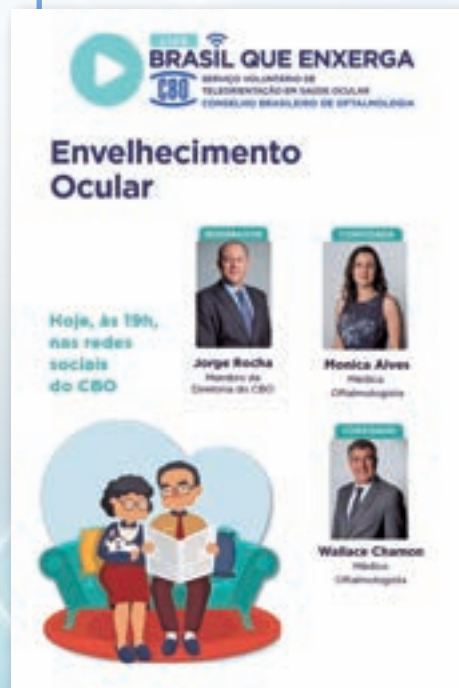 LIVE
BRASIL QUE ENXERGA
CBO
SERVIÇO VOLUNTÁRIO DE
TELEORIENTAÇÃO EM SAÚDE OCULAR
CONSELHO BRASILEIRO DE OFTALMOLOGIA
Envelhecimento
Ocular
Hoje, às 19h,
nas redes
sociais
do CBO
MODERADOR
Jorge Rocha
Membro da
Diretoria do CBO
CONVIDADA
Monica Alves
Médica
Oftalmologista
CONVIDADO
Wallace Chamon
Médico
Oftalmologista